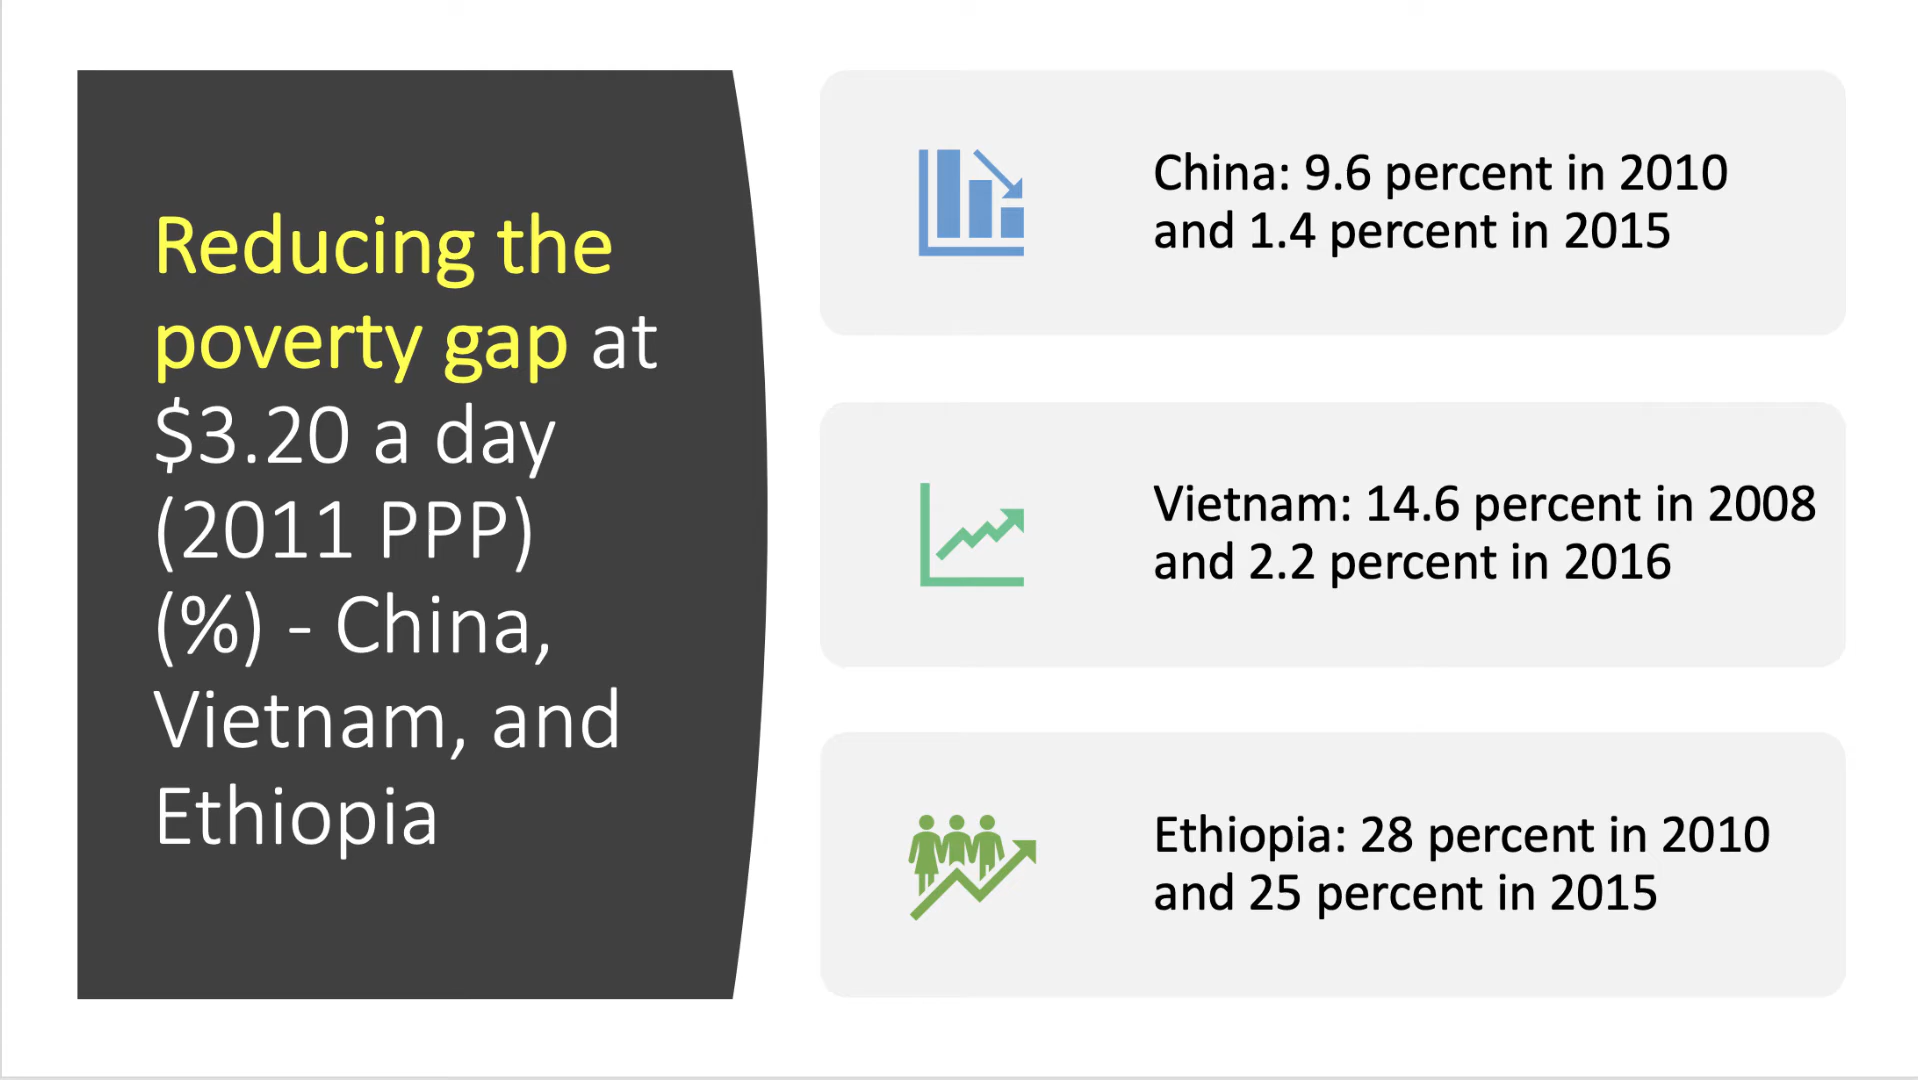 Reducing the
poverty gap at
$3.20 a day
(2011 PPP)
(%) - China,
Vietnam, and
Ethiopia
China: 9.6 percent in 2010
and 1.4 percent in 2015
Vietnam: 14.6 percent in 2008
and 2.2 percent in 2016
Ethiopia: 28 percent in 2010
and 25 percent in 2015